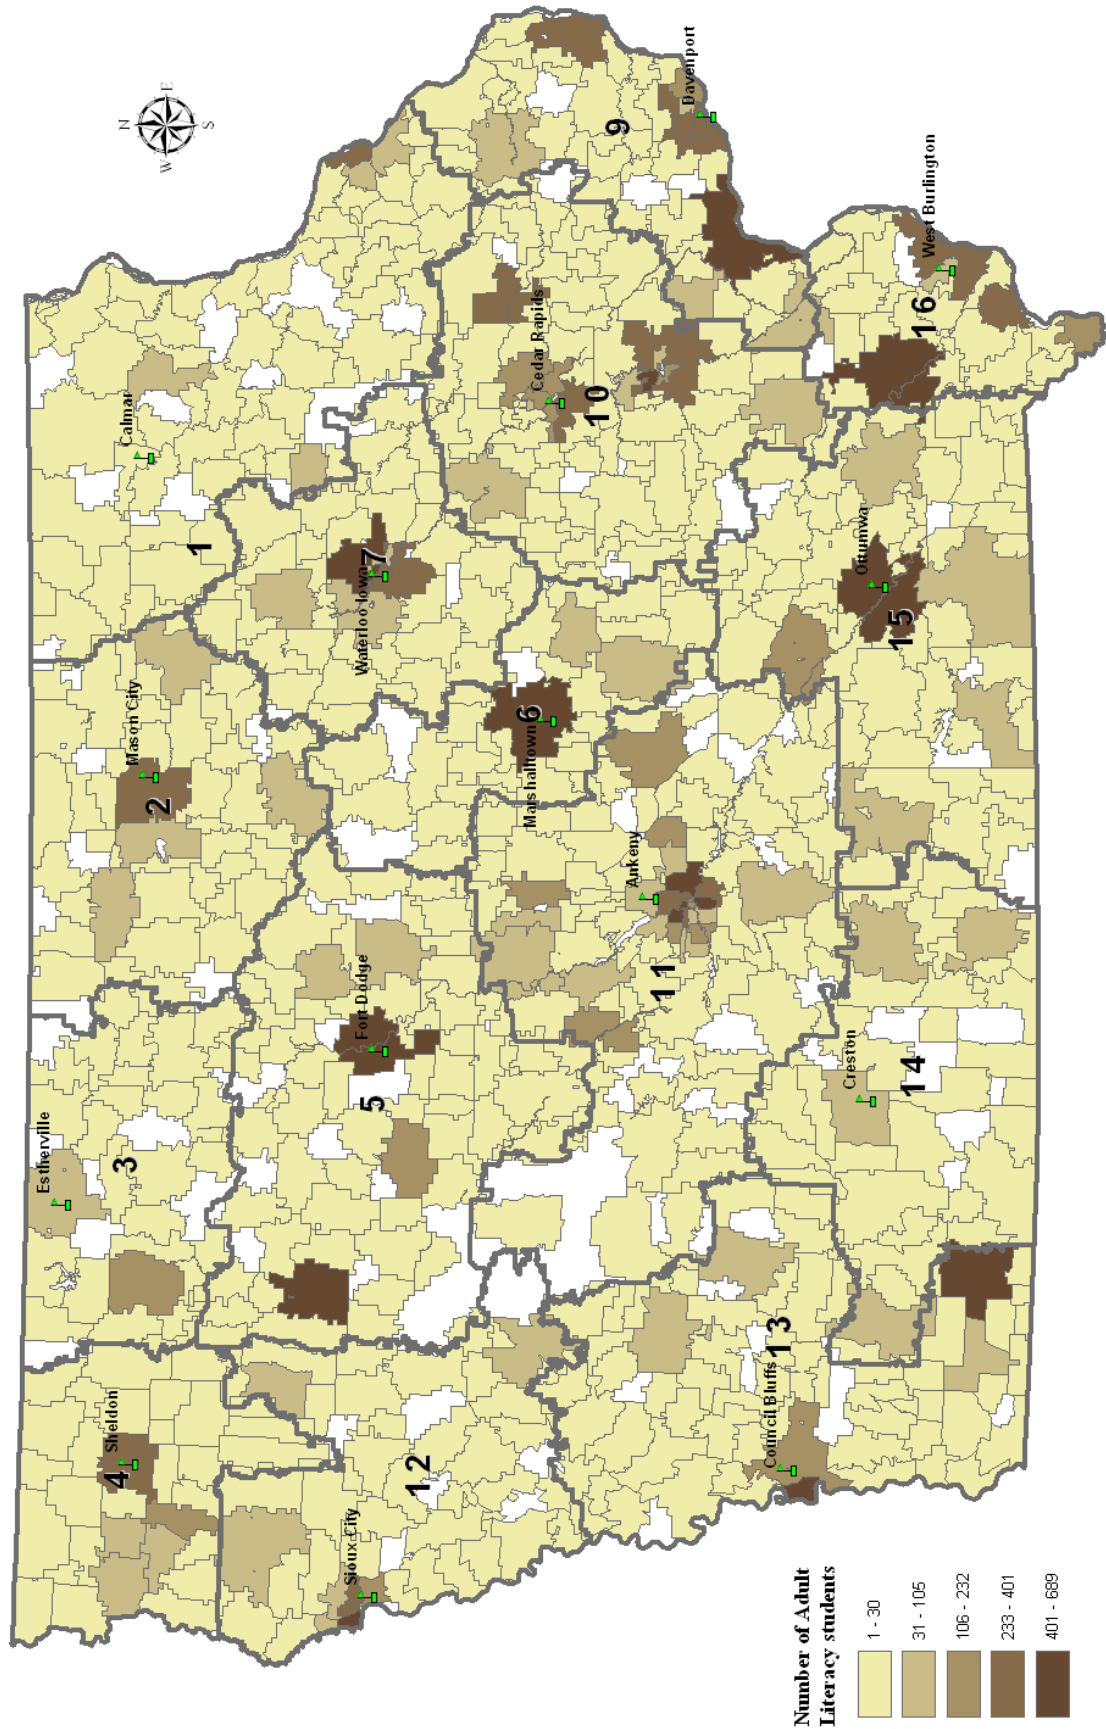 N
W
E
S
Estherville
3
Mason City
2
Calmar
1
Sheldon
4
Fort Dodge
5
Waterloo Iowa
7
Sioux City
12
Marshalltown
6
Cedar Rapids
10
9
Davenport
Ankeny
11
Council Bluffs
13
Creston
14
Ottumwa
15
West Burlington
16
Number of Adult
Literacy students
1 - 30
31 - 105
106 - 232
233 - 401
401 - 689